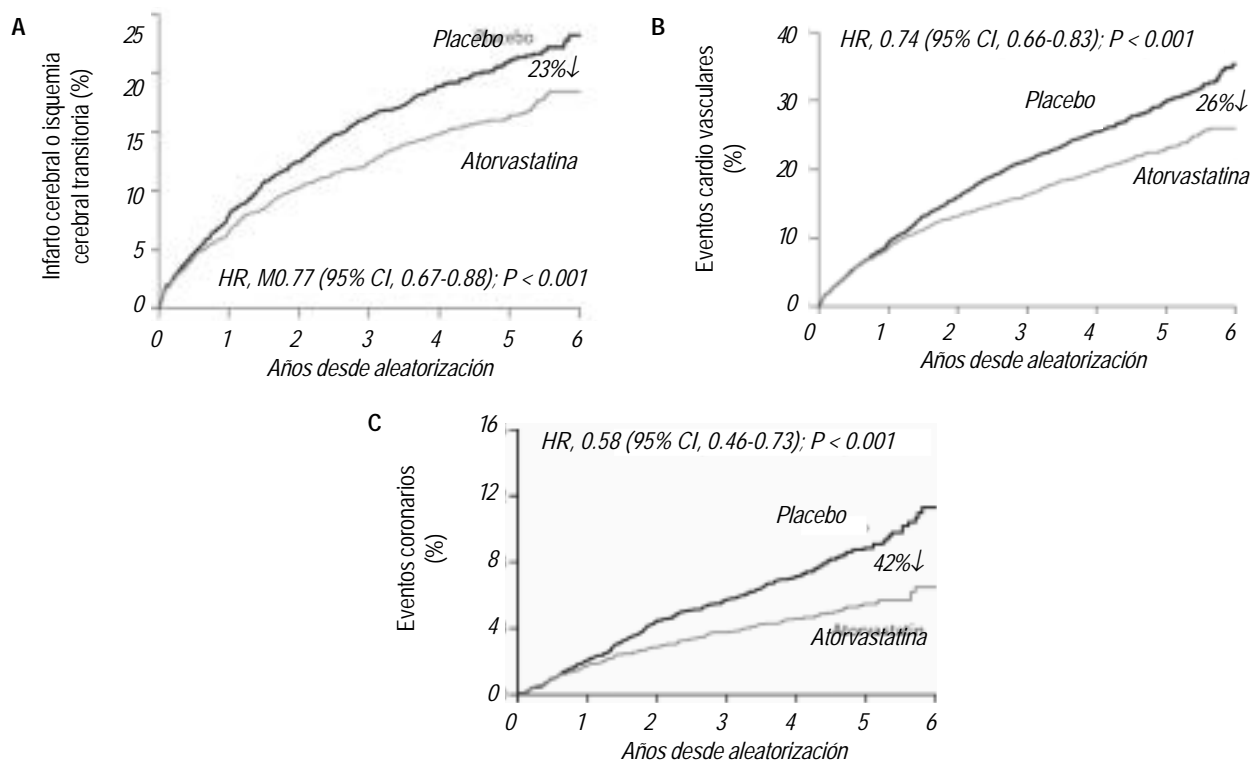 A
Infarto cerebral o isquemia
cerebral transitoria (%)
25
20
15
10
5
0
Placebo
Placebo
23%↓
Atorvastatina
HR, M0.77 (95% CI, 0.67-0.88); P < 0.001
0 1 2 3 4 5 6
Años desde aleatorización
B
Eventos cardio vasculares
(%)
40
30
20
10
0
HR, 0.74 (95% CI, 0.66-0.83); P < 0.001
Placebo
26%↓
Atorvastatina
0 1 2 3 4 5 6
Años desde aleatorización
C
Eventos coronarios
(%)
16
12
8
4
0
HR, 0.58 (95% CI, 0.46-0.73); P < 0.001
Placebo
42%↓
Atorvastatina
0 1 2 3 4 5 6
Años desde aleatorización